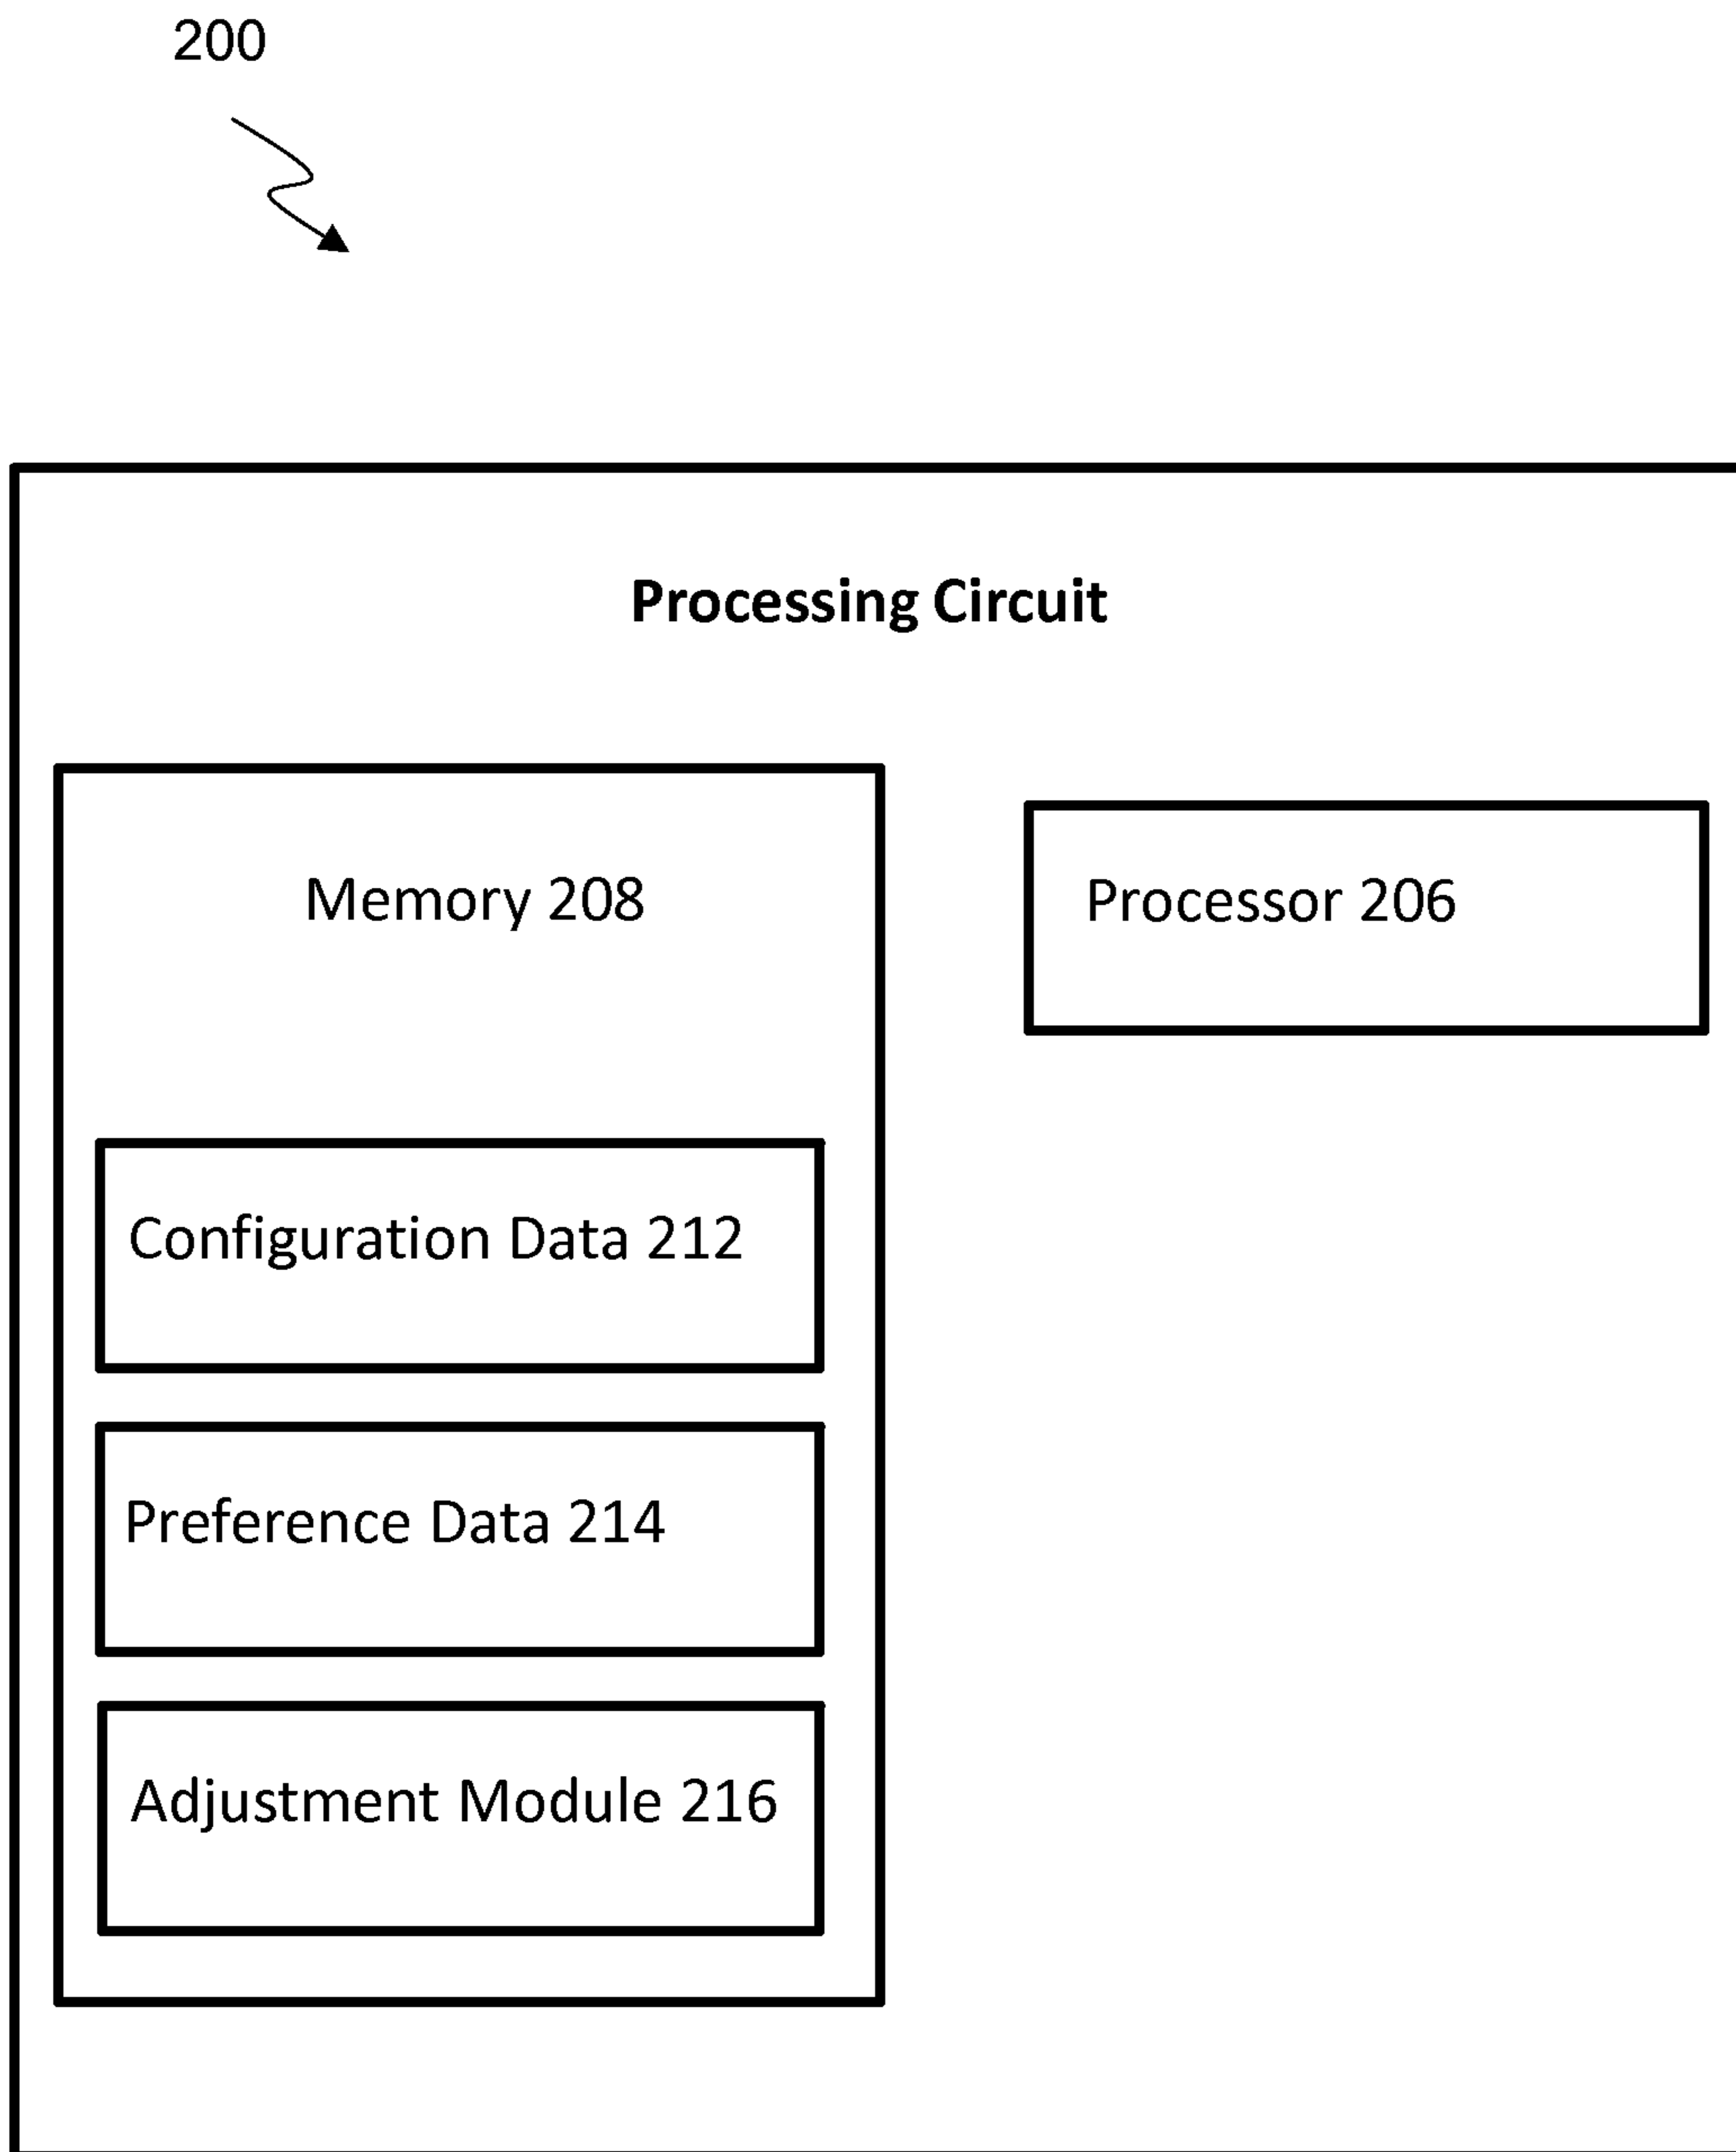 200
Processing Circuit
Memory 208
Processor 206
Configuration Data 212
Preference Data 214
Adjustment Module 216